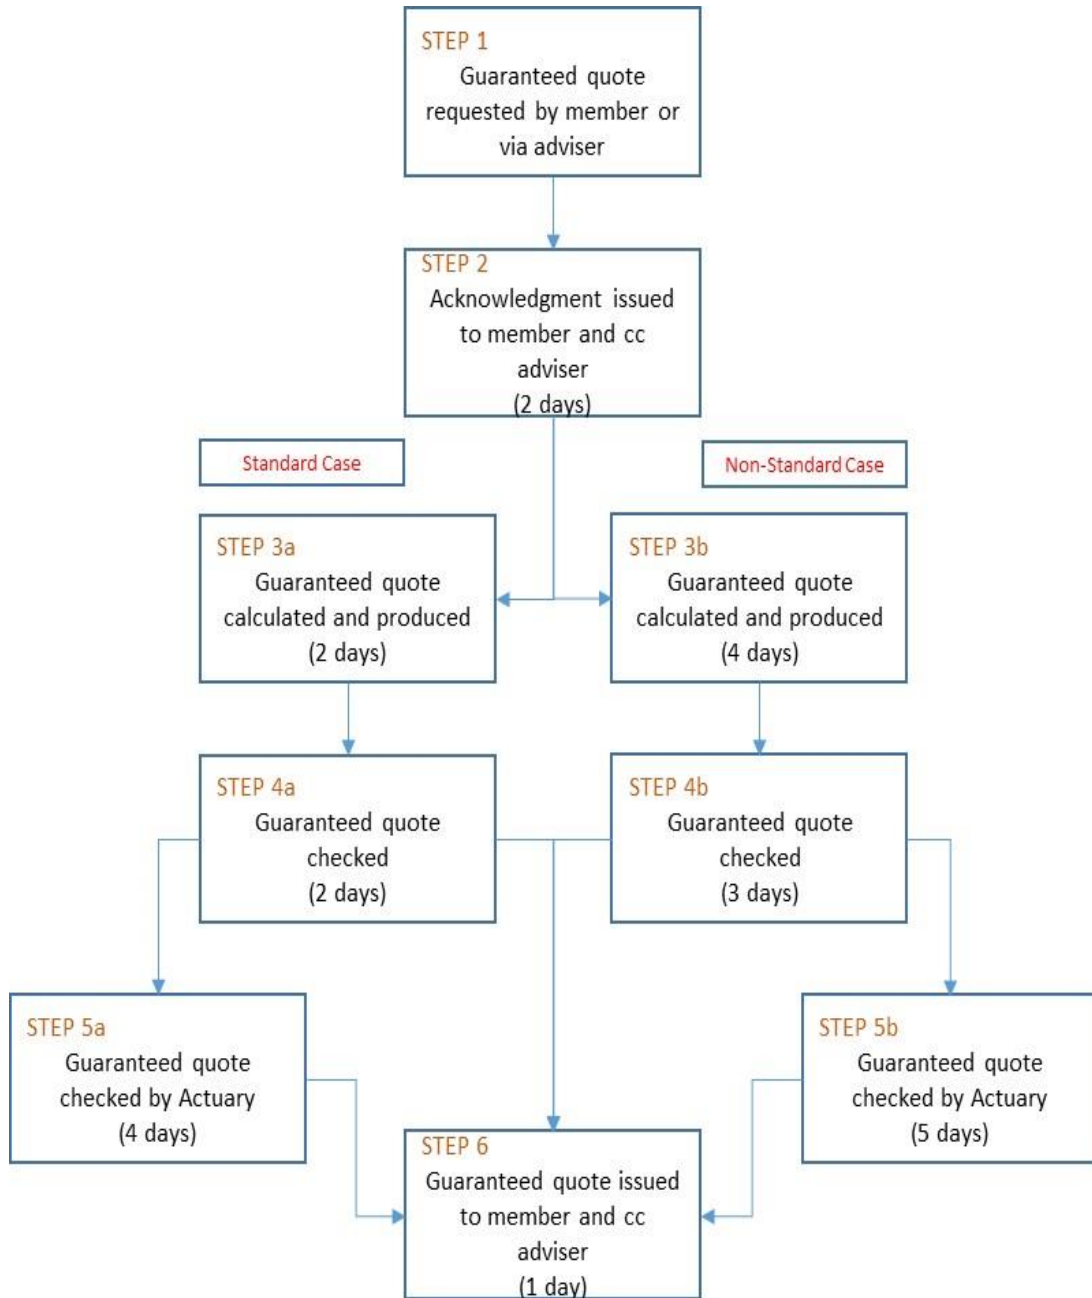 STEP 1
Guaranteed quote
requested by member or
via adviser
STEP 2
Acknowledgment issued
to member and cc
adviser
(2 days)
Standard Case
Non-Standard Case
STEP 3a
Guaranteed quote
calculated and produced
(2 days)
STEP 3b
Guaranteed quote
calculated and produced
(4 days)
STEP 4a
Guaranteed quote
checked
(2 days)
STEP 4b
Guaranteed quote
checked
(3 days)
STEP 5a
Guaranteed quote
checked by Actuary
(4 days)
STEP 5b
Guaranteed quote
checked by Actuary
(5 days)
STEP 6
Guaranteed quote issued
to member and cc
adviser
(1 day)